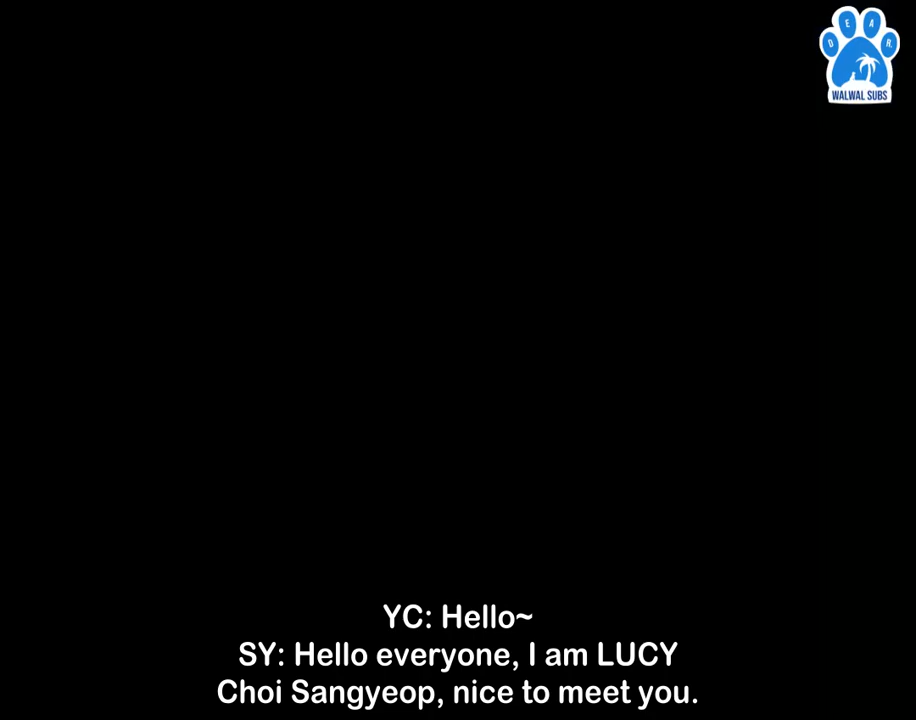 D E A R.
WALWAL SUBS
YC: Hello~
SY: Hello everyone, I am LUCY
Choi Sangyeop, nice to meet you.